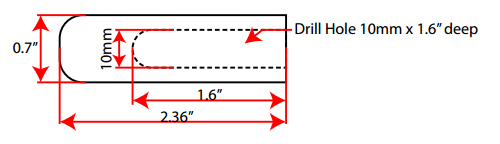 Drill Hole 10mm x 1.6” deep
0.7”
10mm
1.6”
2.36”